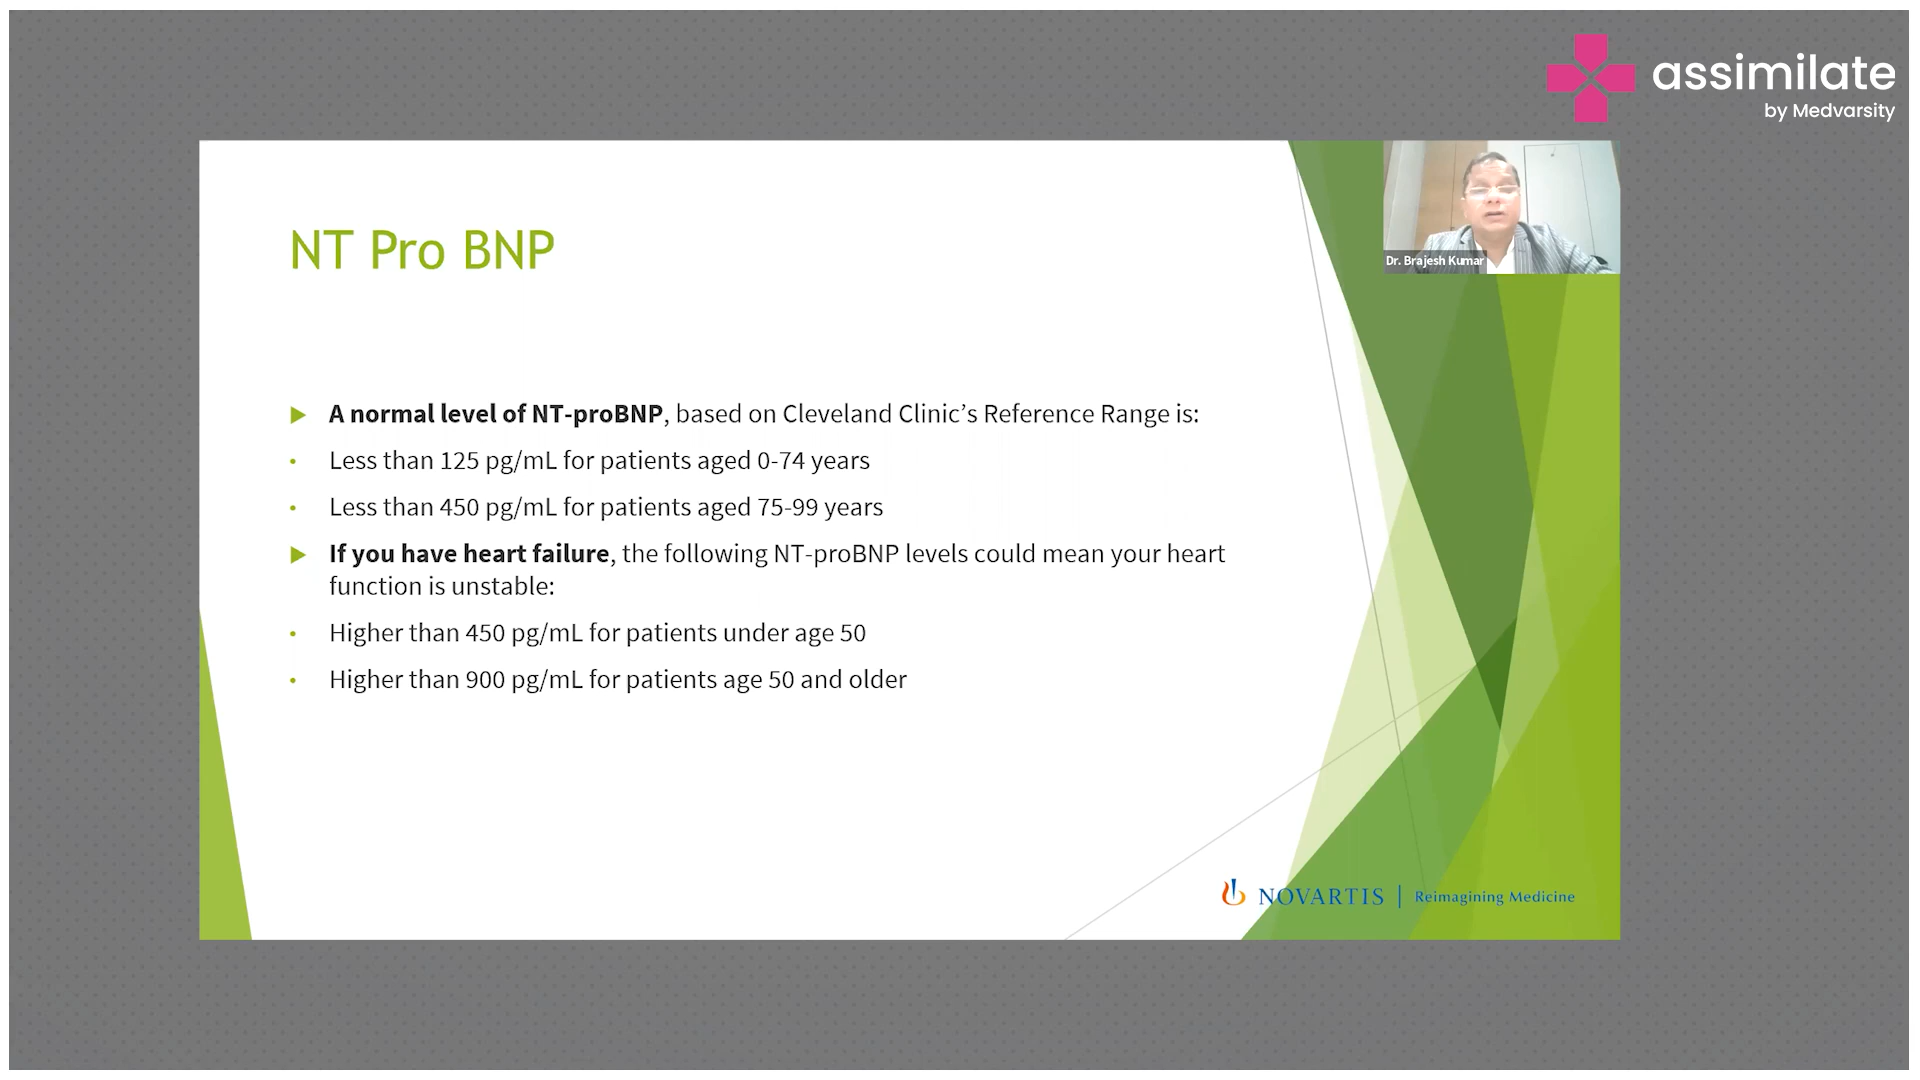 assimilate
by Medvarsity
Dr. Brajesh Kumar
NT Pro BNP
A normal level of NT-proBNP, based on Cleveland Clinic’s Reference Range is:
Less than 125 pg/mL for patients aged 0-74 years
Less than 450 pg/mL for patients aged 75-99 years
If you have heart failure, the following NT-proBNP levels could mean your heart
function is unstable:
Higher than 450 pg/mL for patients under age 50
Higher than 900 pg/mL for patients age 50 and older
NOVARTIS | Reimagining Medicine